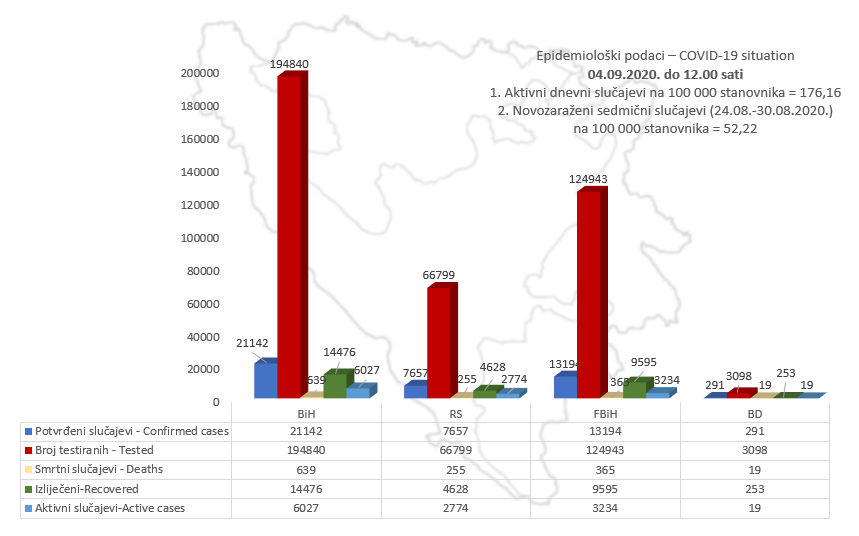 Epidemiološki podaci – COVID-19 situation
04.09.2020. do 12.00 sati
1. Aktivni dnevni slučajevi na 100 000 stanovnika = 176,16
2. Novozaraženi sedmični slučajevi (24.08.-30.08.2020.)
na 100 000 stanovnika = 52,22
200000
180000
160000
140000
120000
100000
80000
60000
40000
20000
0
21142 194840 639 14476 6027
7657 66799 255 4628 2774
13194 124943 365 9595 3234
291 3098 19 253 19
BiH RS FBiH BD
Potvrđeni slučajevi - Confirmed cases 21142 7657 13194 291
Broj testiranih - Tested 194840 66799 124943 3098
Smrtni slučajevi - Deaths 639 255 365 19
Izliječeni-Recovered 14476 4628 9595 253
Aktivni slučajevi-Active cases 6027 2774 3234 19